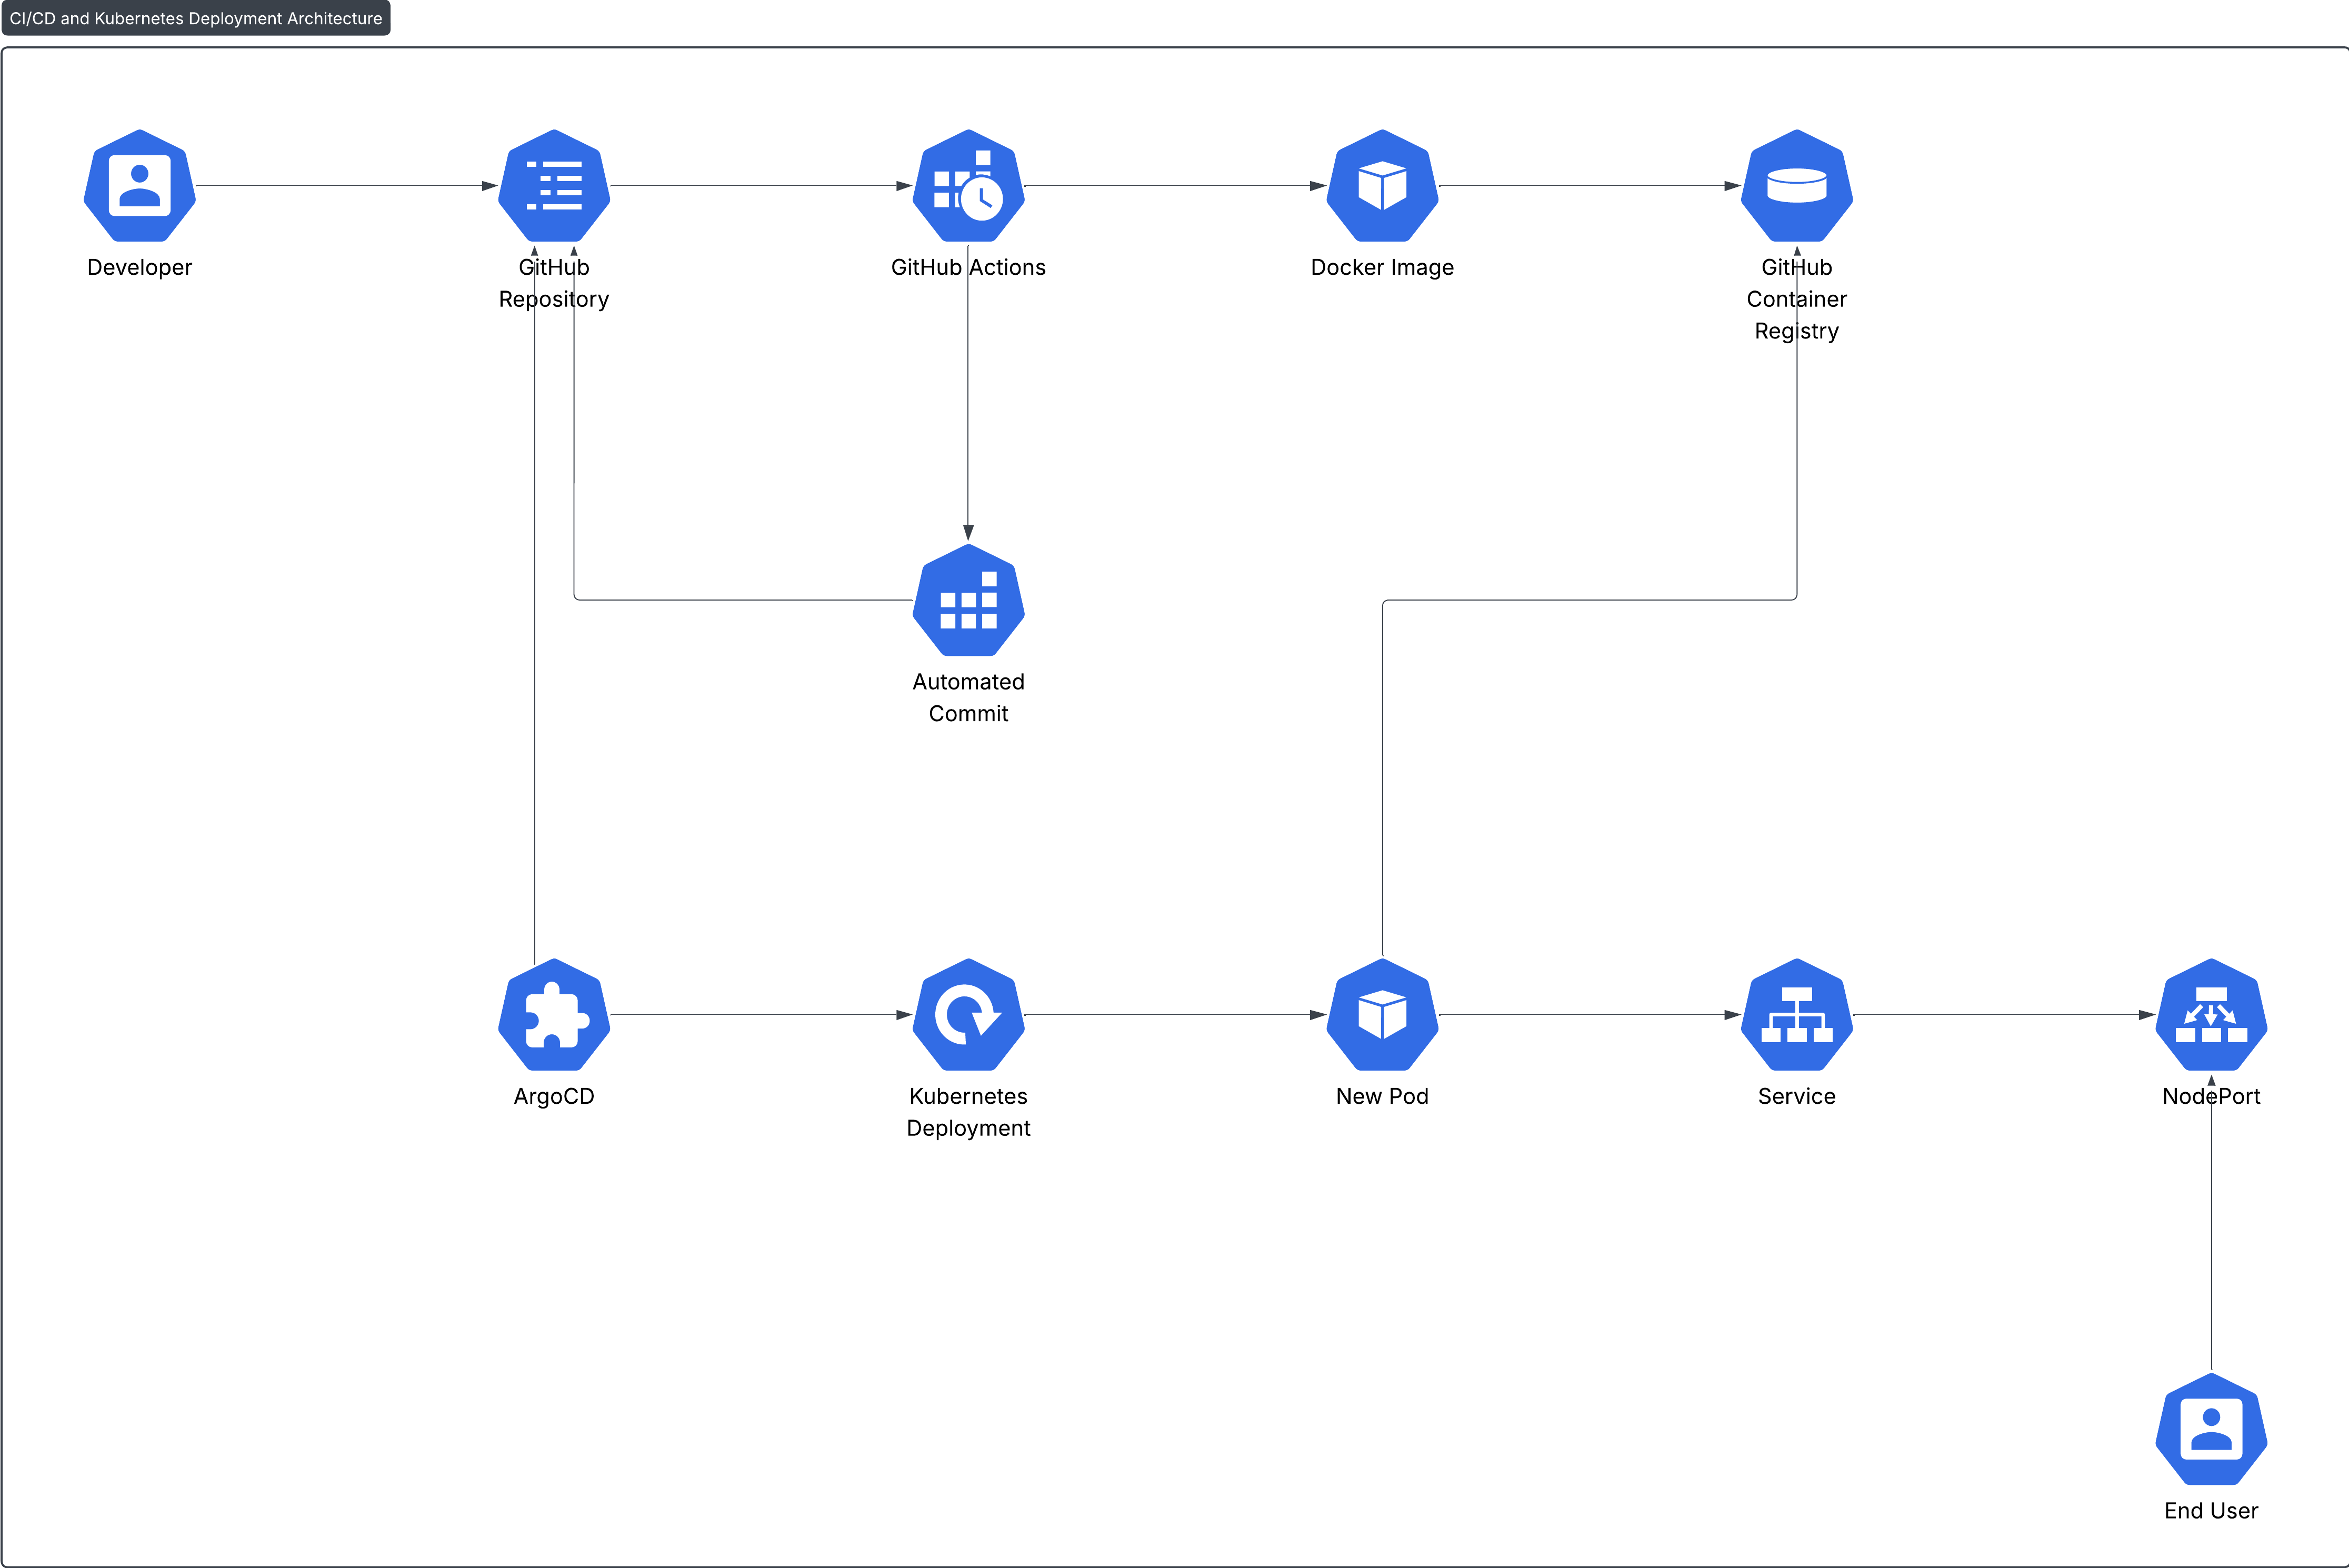 CI/CD and Kubernetes Deployment Architecture
Developer
GitHub
Repository
GitHub Actions
Docker Image
GitHub
Container
Registry
Automated
Commit
ArgoCD
Kubernetes
Deployment
New Pod
Service
NodePort
End User